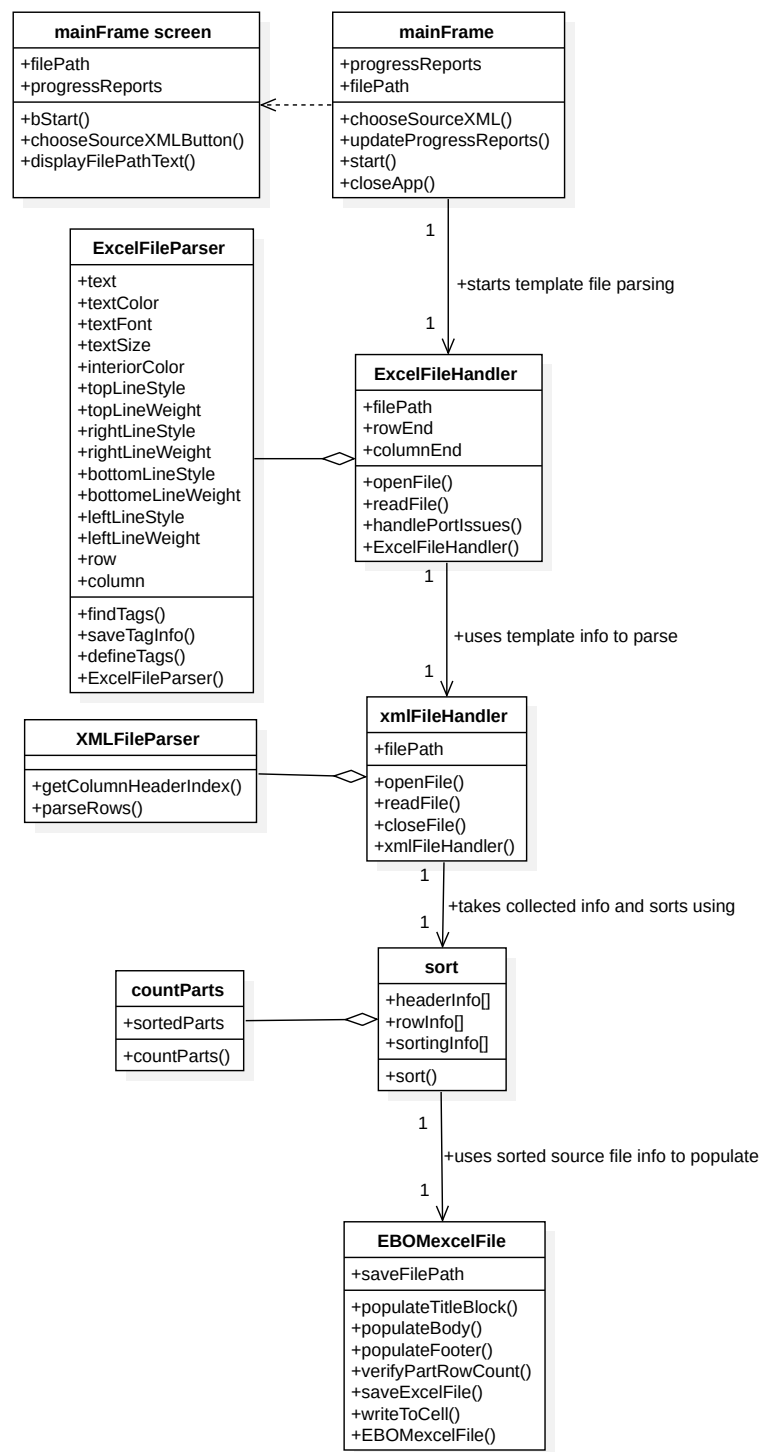 mainFrame screen
+filePath
+progressReports
+bStart()
+chooseSourceXMLButton()
+displayFilePathText()
mainFrame
+progressReports
+filePath
+chooseSourceXML()
+updateProgressReports()
+start()
+closeApp()
1
+starts template file parsing
1
ExcelFileParser
+text
+textColor
+textFont
+textSize
+interiorColor
+topLineStyle
+topLineWeight
+rightLineStyle
+rightLineWeight
+bottomLineStyle
+bottomeLineWeight
+leftLineStyle
+leftLineWeight
+row
+column
+findTags()
+saveTagInfo()
+defineTags()
+ExcelFileParser()
ExcelFileHandler
+filePath
+rowEnd
+columnEnd
+openFile()
+readFile()
+handlePortIssues()
+ExcelFileHandler()
1
+uses template info to parse
1
XMLFileParser
+getColumnHeaderIndex()
+parseRows()
xmlFileHandler
+filePath
+openFile()
+readFile()
+closeFile()
+xmlFileHandler()
1
+takes collected info and sorts using
1
countParts
+sortedParts
+countParts()
sort
+headerInfo[]
+rowInfo[]
+sortingInfo[]
+sort()
1
+uses sorted source file info to populate
1
EBOMexcelFile
+saveFilePath
+populateTitleBlock()
+populateBody()
+populateFooter()
+verifyPartRowCount()
+saveExcelFile()
+writeToCell()
+EBOMexcelFile()